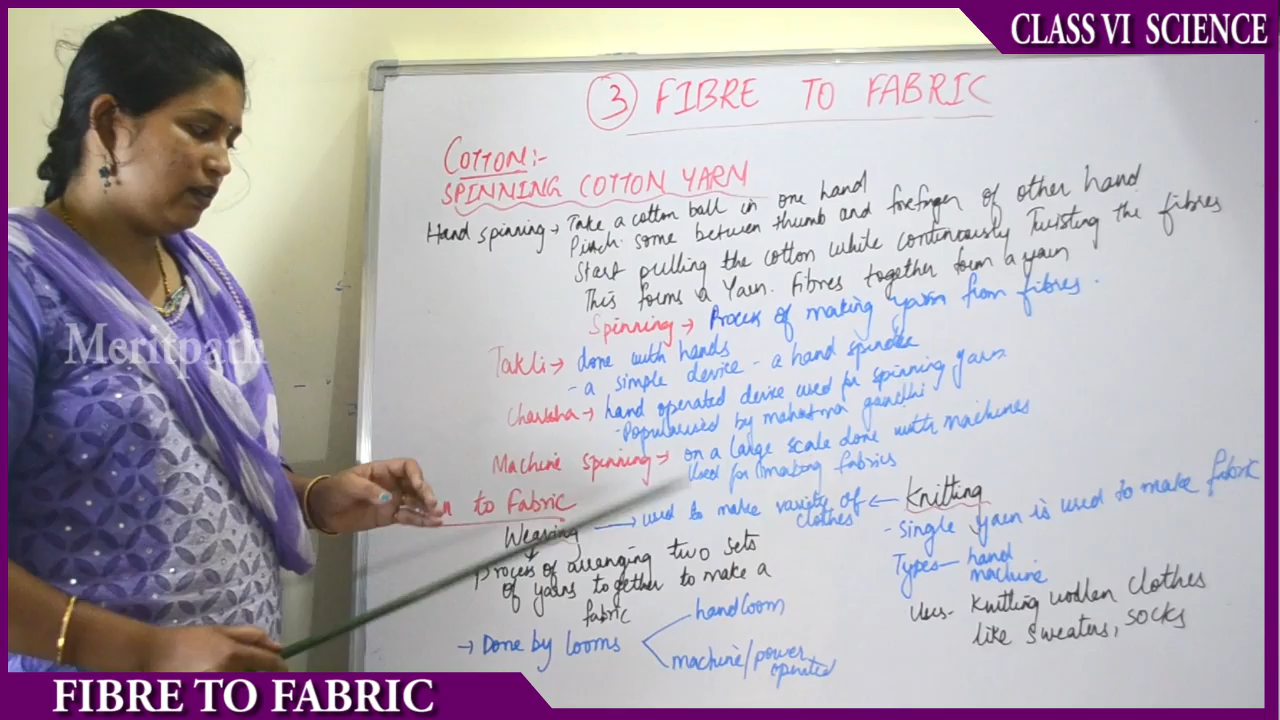 CLASS VI SCIENCE
3 FIBRE TO FABRIC
COTTON:-
SPINNING COTTON YARN
Hand spinning → Take a cotton ball in one hand
Pinch some between thumb and forefinger of other hand
Start pulling the cotton while continuously Twisting the fibres
This forms a Yarn. Fibres together form a yarn
Spinning → Process of making yarn from fibres.
Takli → done with hands
- a simple device - a hand spindle
Charkha → hand operated device used for spinning yarn
- Popularised by mahatma gandhi
Machine spinning → on a large scale done with machines
Used for making fabrics
n to Fabric
Weaving → used to make variety of clothes ← Knitting
Process of arranging two sets
of yarns together to make a
fabric
→ Done by looms
handloom
machine/power operated
- Single yarn is used to make fabric
Types - hand
machine
Uses - Knitting wollen clothes
like sweaters, socks
Meritpath
FIBRE TO FABRIC